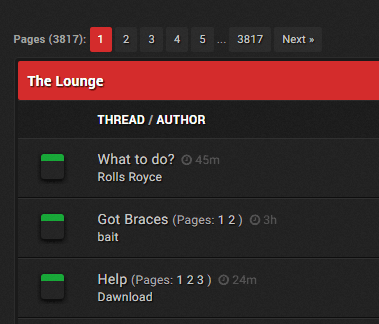 Pages (3817): 1 2 3 4 5 ... 3817 Next »
The Lounge
THREAD / AUTHOR
What to do? 45m
Rolls Royce
Got Braces (Pages: 1 2 ) 3h
bait
Help (Pages: 1 2 3 ) 24m
Dawnload